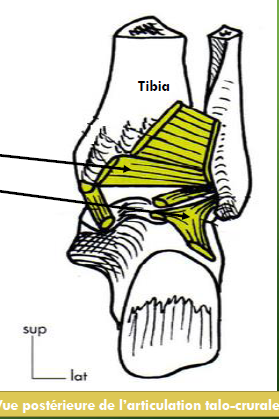 Tibia
sup
lat
Vue postérieure de l'articulation talo-crurale